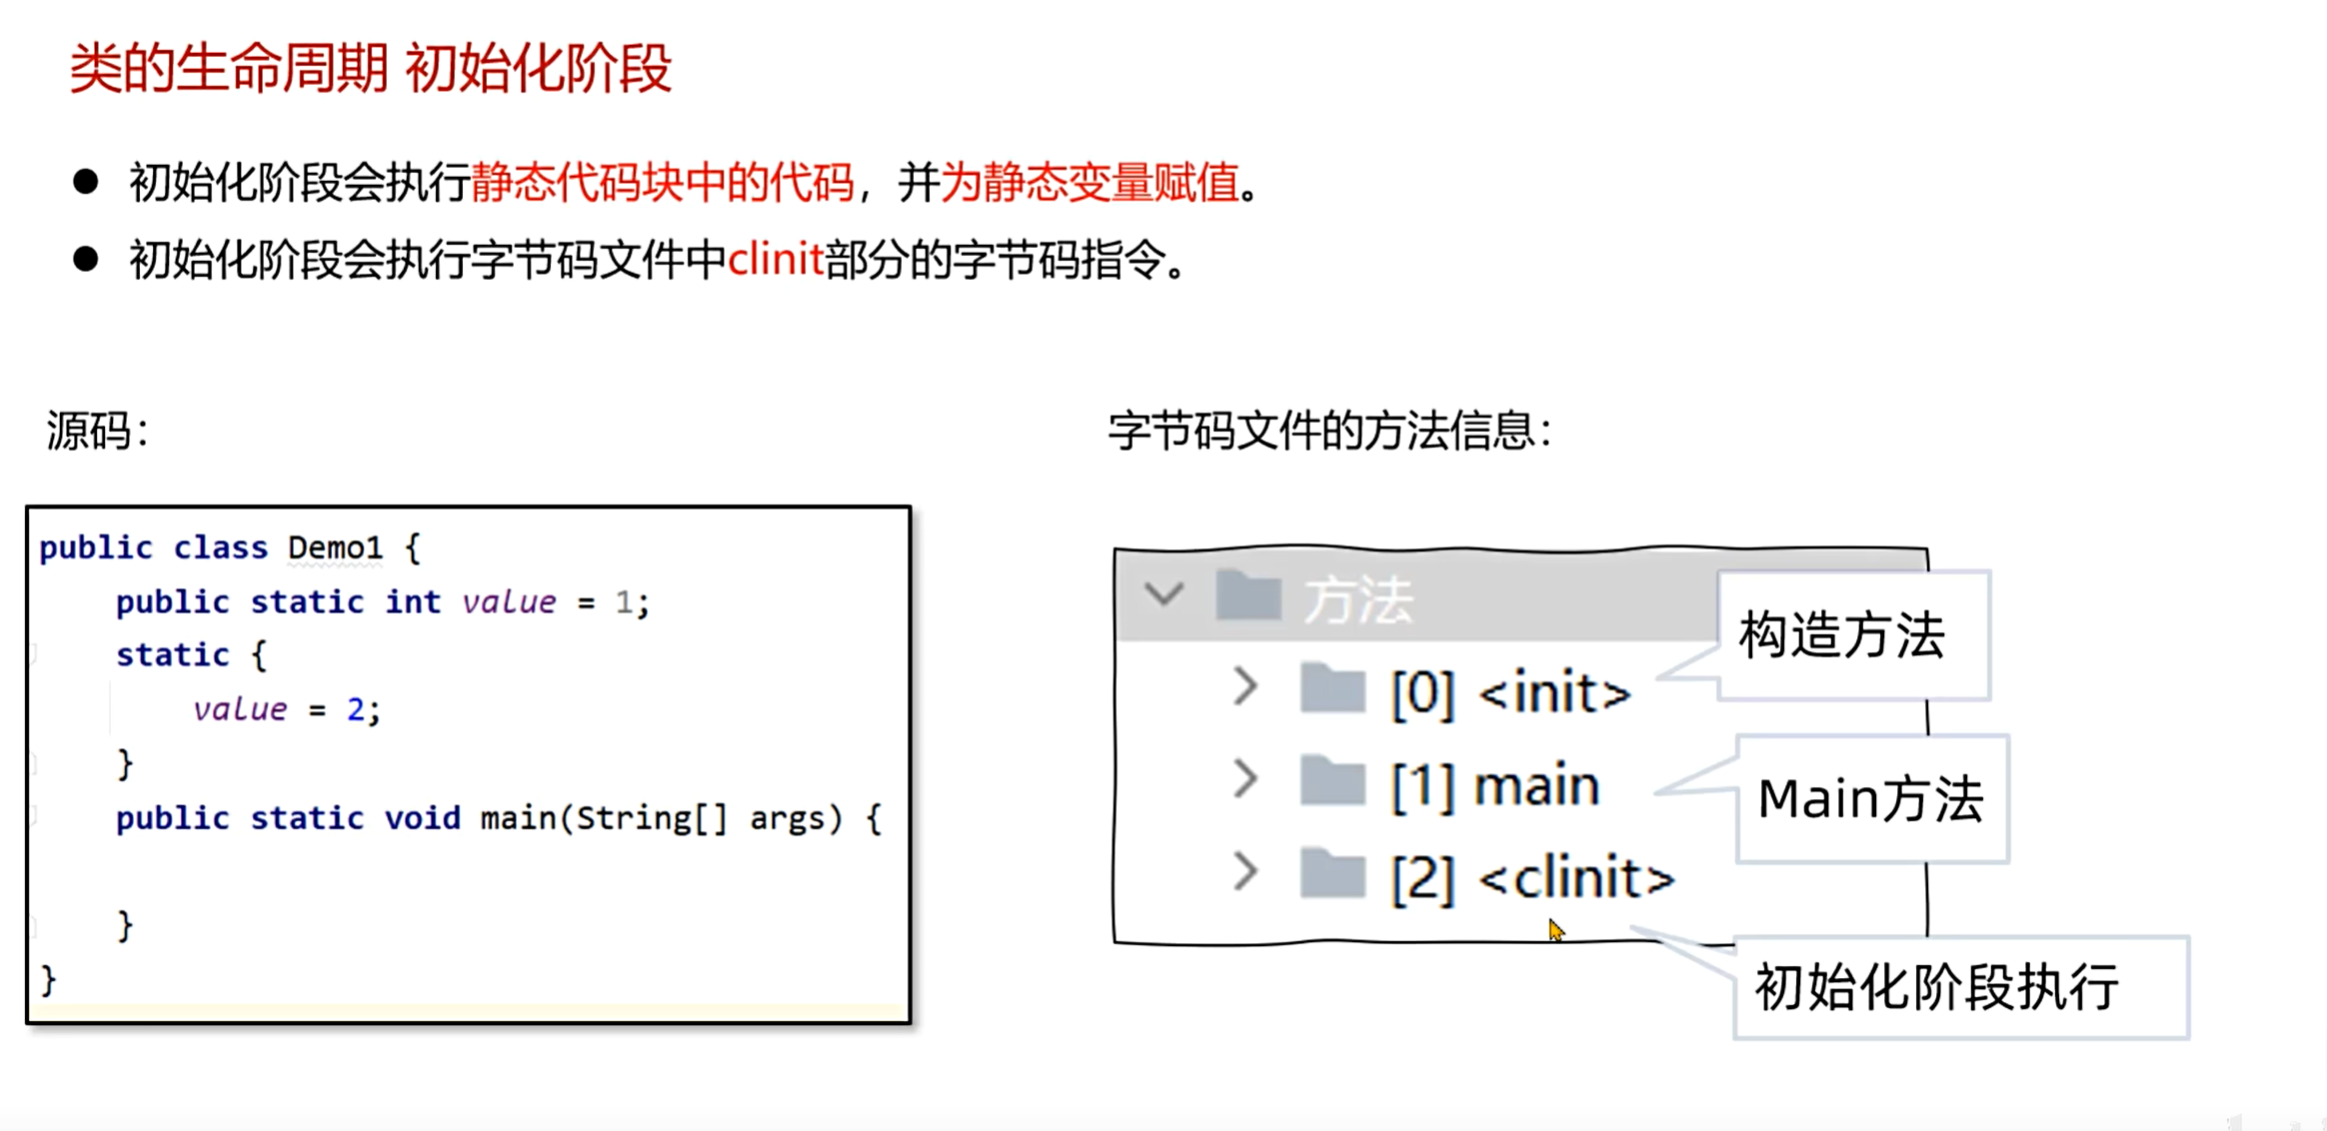 类的生命周期 初始化阶段
● 初始化阶段会执行静态代码块中的代码，并为静态变量赋值。
● 初始化阶段会执行字节码文件中clinit部分的字节码指令。
源码：
public class Demo1 {
    public static int value = 1;
    static {
        value = 2;
    }
    public static void main(String[] args) {
    }
}
字节码文件的方法信息：
方法
[0] <init>
构造方法
[1] main
Main方法
[2] <clinit>
初始化阶段执行